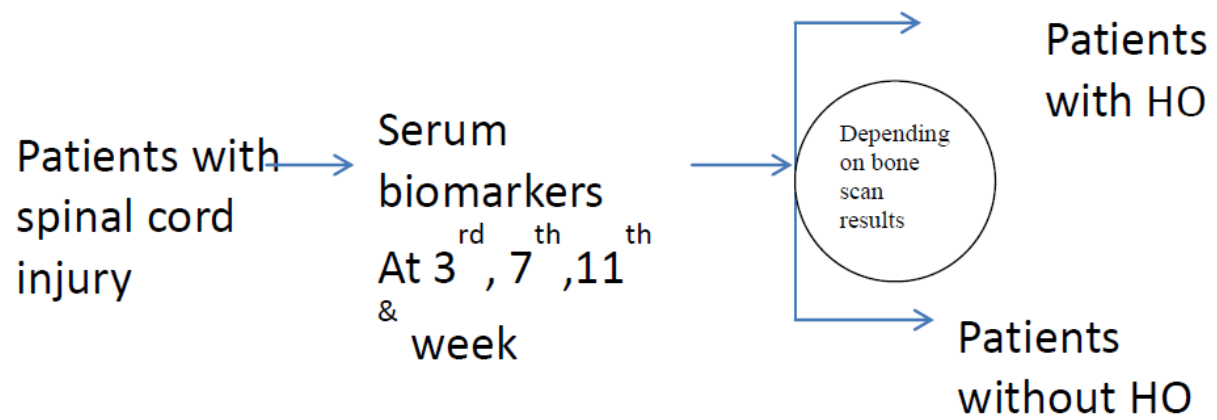 Patients with
spinal cord
injury
Serum
biomarkers
At 3rd, 7th,11th
& week
Depending
on bone
scan
results
Patients
with HO
Patients
without HO